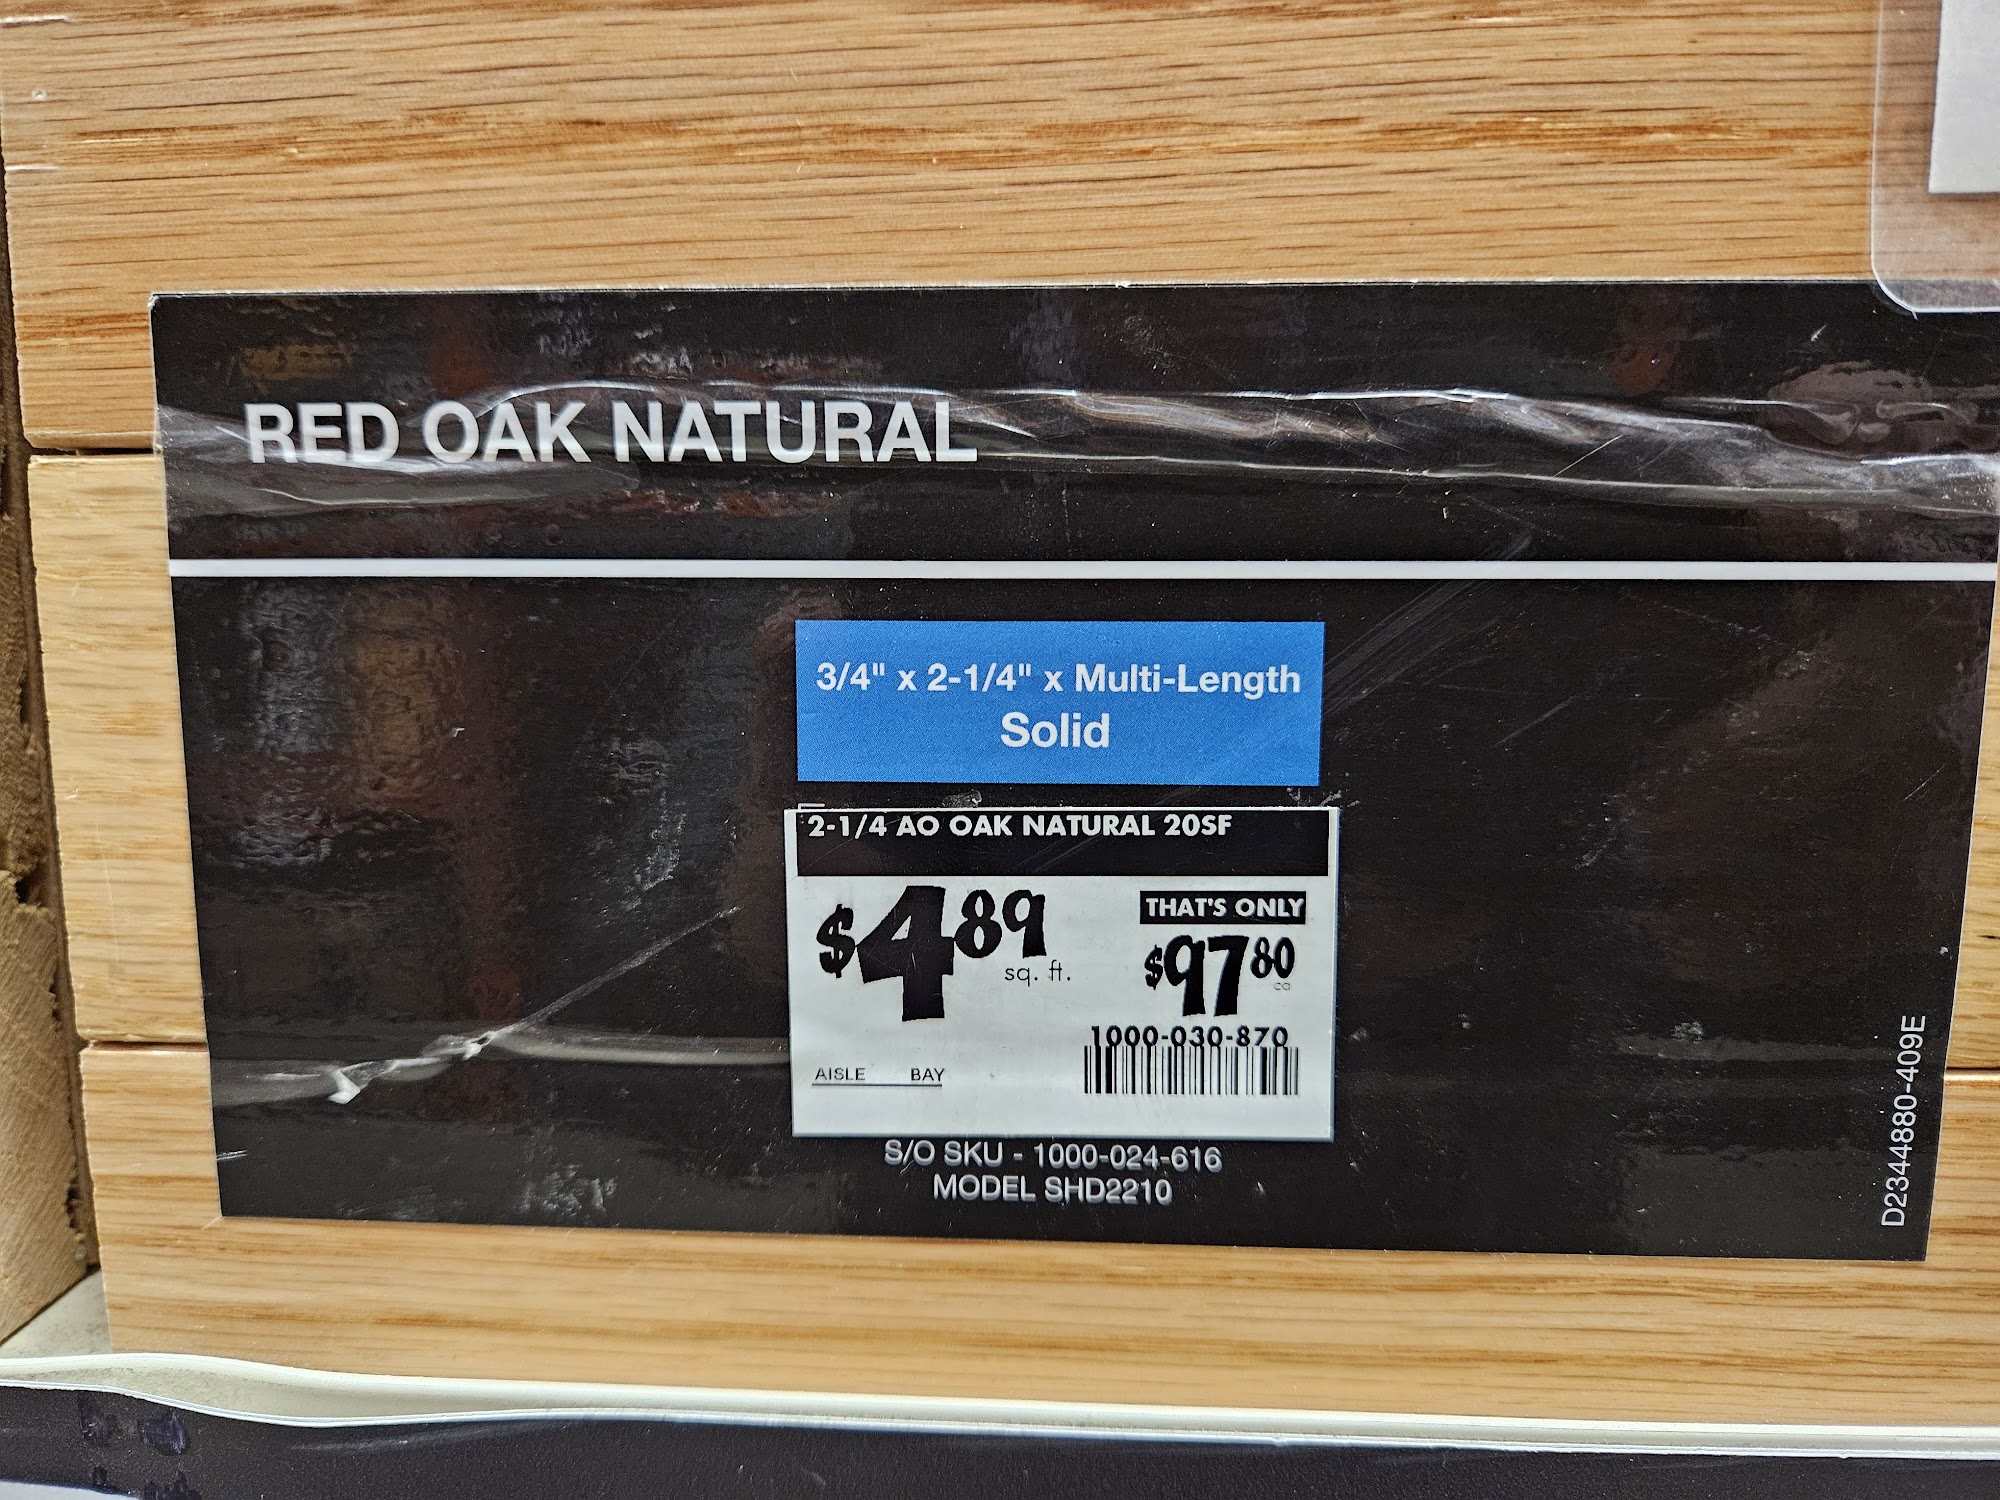 RED OAK NATURAL
3/4" x 2-1/4" x Multi-Length
Solid
2-1/4 AO OAK NATURAL 20SF
$4 89 sq. ft.
THAT'S ONLY
$97 80 ea
1000-030-870
AISLE BAY
S/O SKU - 1000-024-616
MODEL SHD2210
D2344880-409E